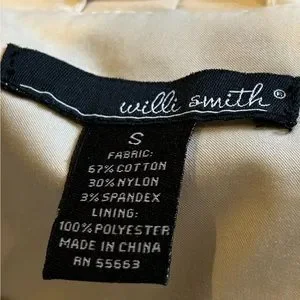 willi smith®
S
FABRIC:
67% COTTON
30% NYLON
3% SPANDEX
LINING:
100% POLYESTER
MADE IN CHINA
RN 55663